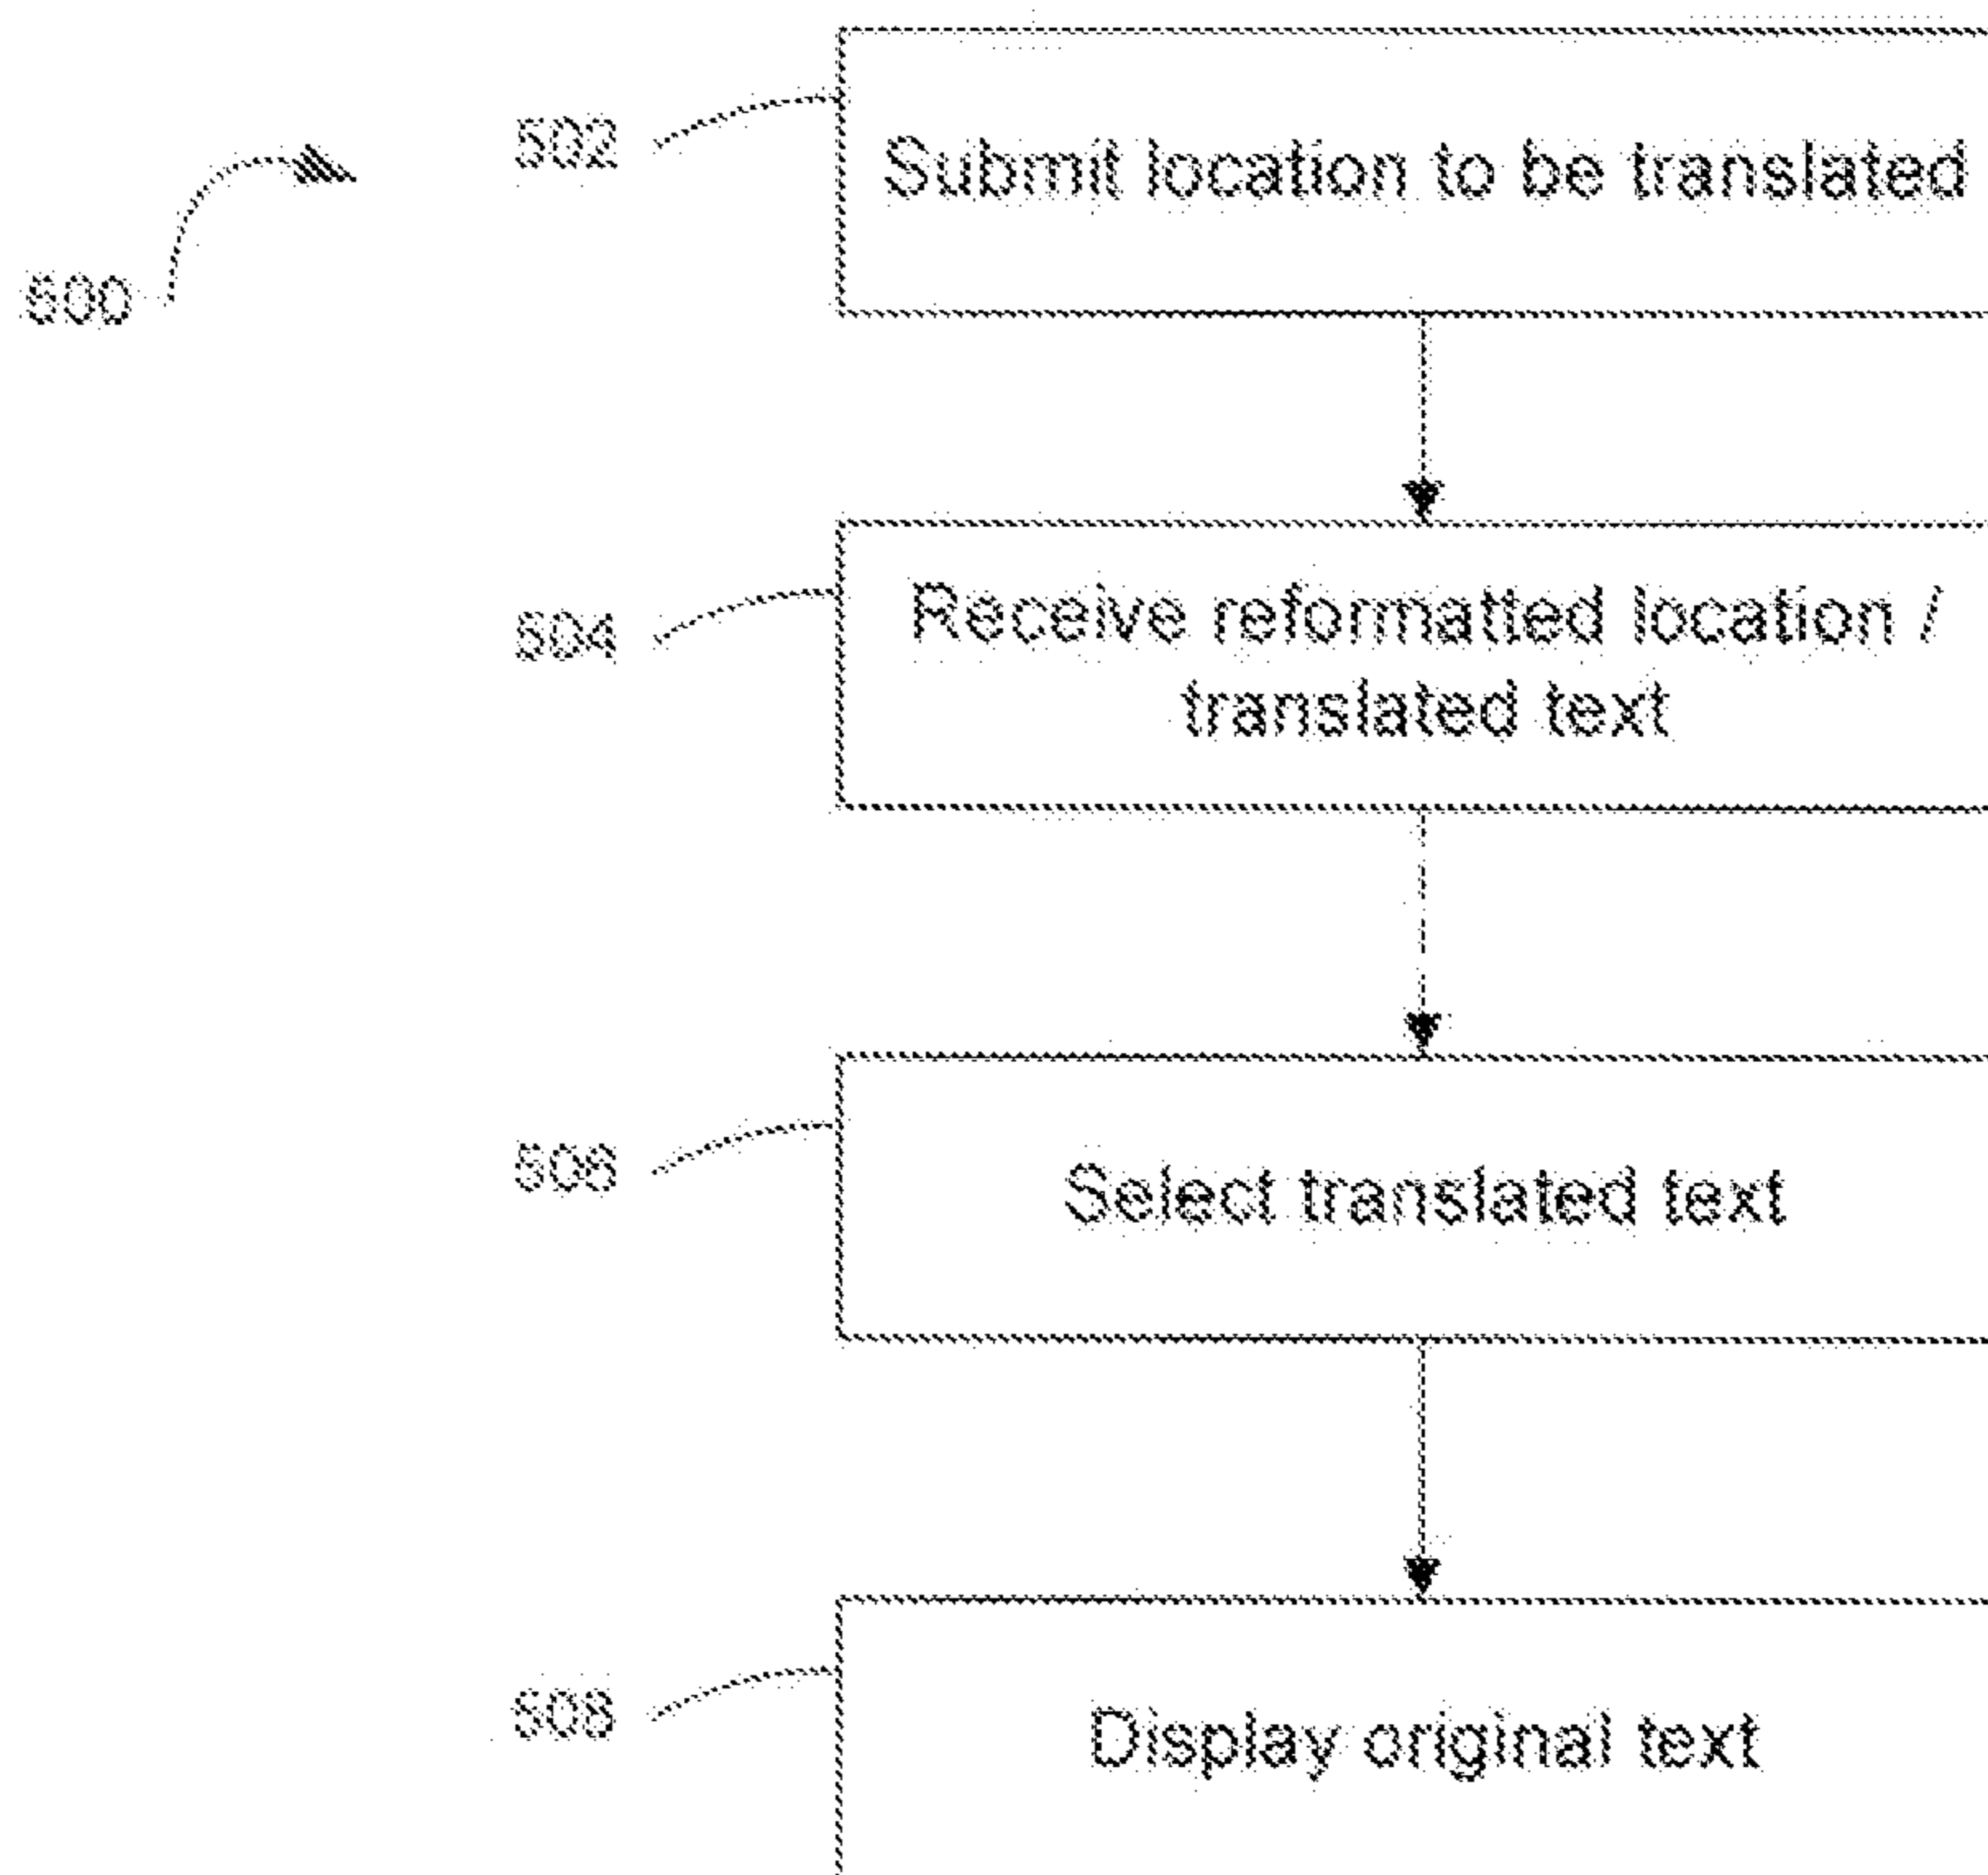 502
Submit location to be translated
500
504
Receive reformatted location /
translated text
506
Select translated text
508
Display original text